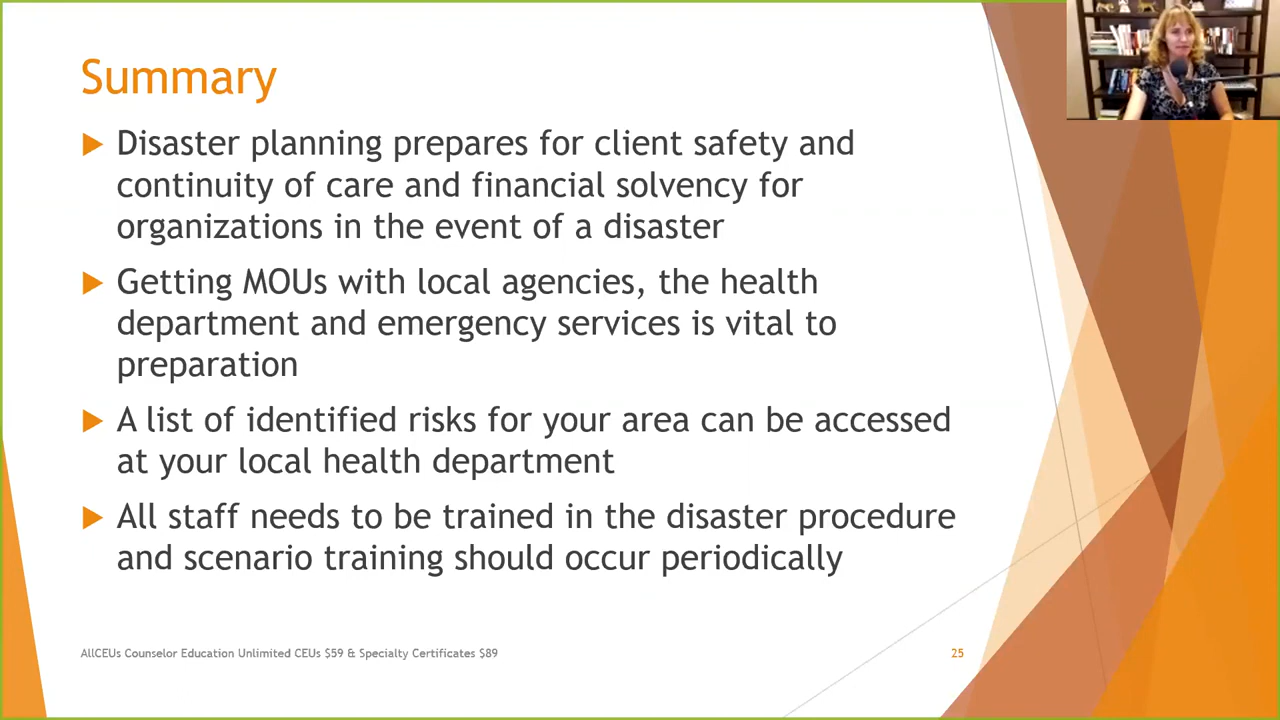 Summary
Disaster planning prepares for client safety and
continuity of care and financial solvency for
organizations in the event of a disaster
Getting MOUs with local agencies, the health
department and emergency services is vital to
preparation
A list of identified risks for your area can be accessed
at your local health department
All staff needs to be trained in the disaster procedure
and scenario training should occur periodically
AllCEUs Counselor Education Unlimited CEUs $59 & Specialty Certificates $89
25